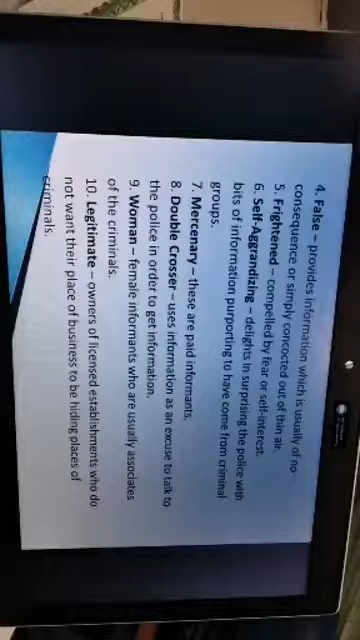 4. False – provides information which is usually of no
consequence or simply concocted out of thin air.
5. Frightened – compelled by fear or self-interest.
6. Self-Aggrandizing – delights in surprising the police with
bits of information purporting to have come from criminal
groups.
7. Mercenary – these are paid informants.
8. Double Crosser – uses information as an excuse to talk to
the police in order to get information.
9. Woman – female informants who are usually associates
of the criminals.
10. Legitimate – owners of licensed establishments who do
not want their place of business to be hiding places of
criminals.